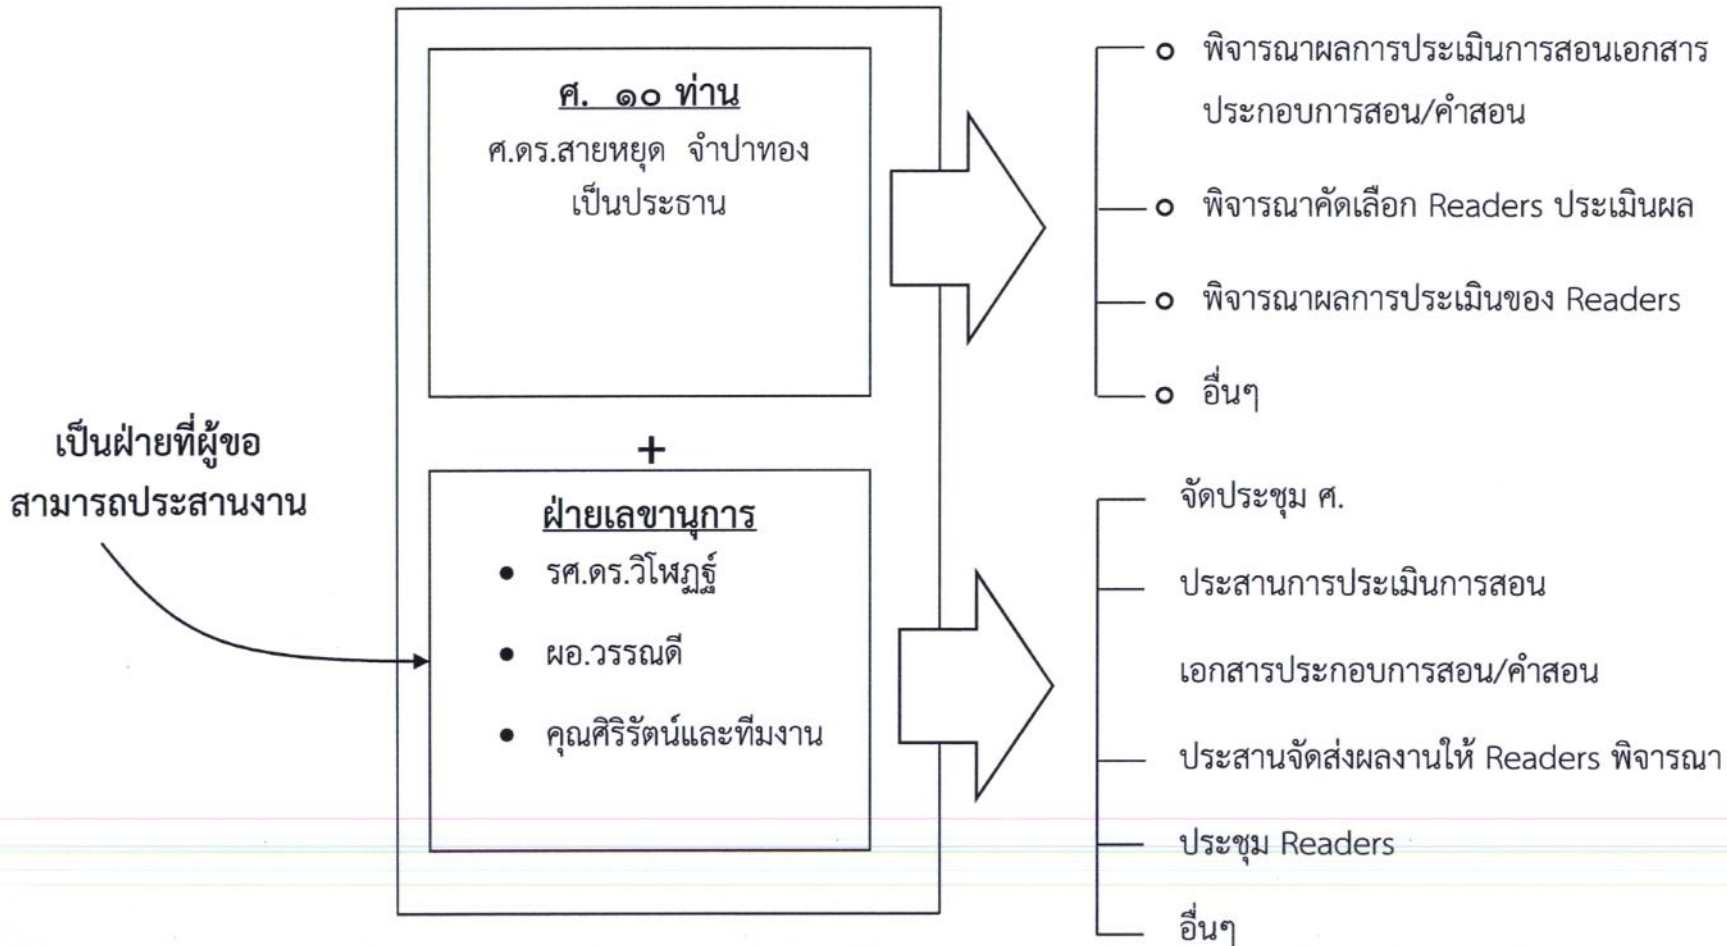 ศ. ๑๐ ท่าน
ศ.ดร.สายหยุด จำปาทอง
เป็นประธาน
พิจารณาผลการประเมินการสอนเอกสาร
ประกอบการสอน/คำสอน
พิจารณาคัดเลือก Readers ประเมินผล
พิจารณาผลการประเมินของ Readers
อื่นๆ
+
เป็นฝ่ายที่ผู้ขอ
สามารถประสานงาน
ฝ่ายเลขานุการ
• รศ.ดร.วิโฬฏฐ์
• ผอ.วรรณดี
• คุณศิริรัตน์และทีมงาน
จัดประชุม ศ.
ประสานการประเมินการสอน
เอกสารประกอบการสอน/คำสอน
ประสานจัดส่งผลงานให้ Readers พิจารณา
ประชุม Readers
อื่นๆ